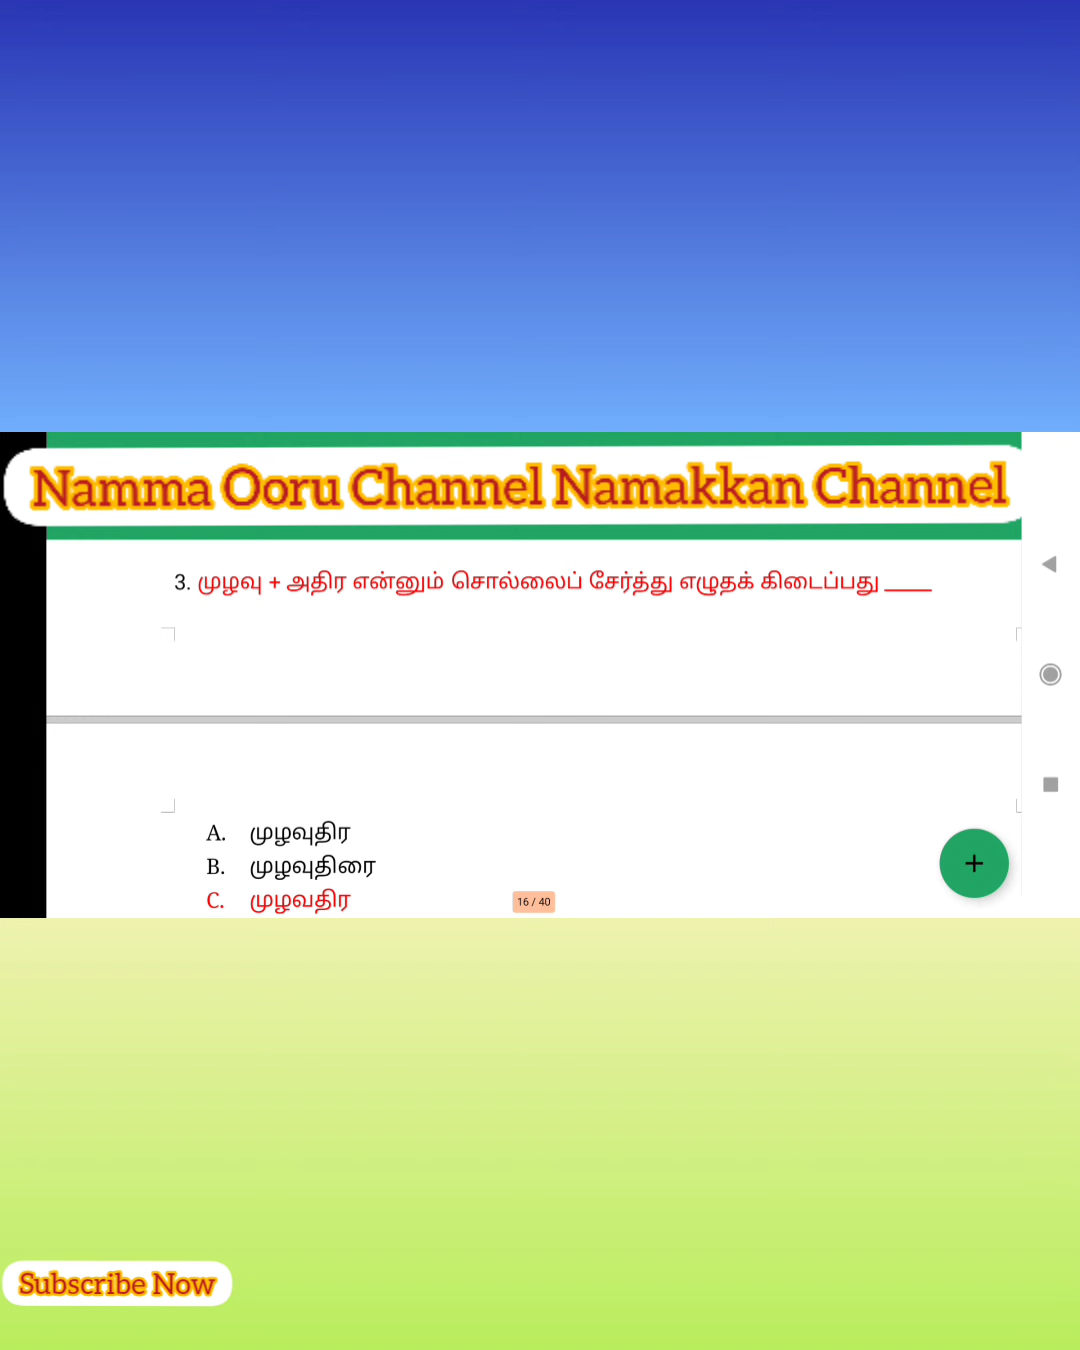 Namma Ooru Channel Namakkan Channel
3. முழவு + அதிர என்னும் சொல்லைப் சேர்த்து எழுதக் கிடைப்பது ____
A. முழவுதிர
B. முழவுதிரை
C. முழவதிர
16 / 40
Subscribe Now